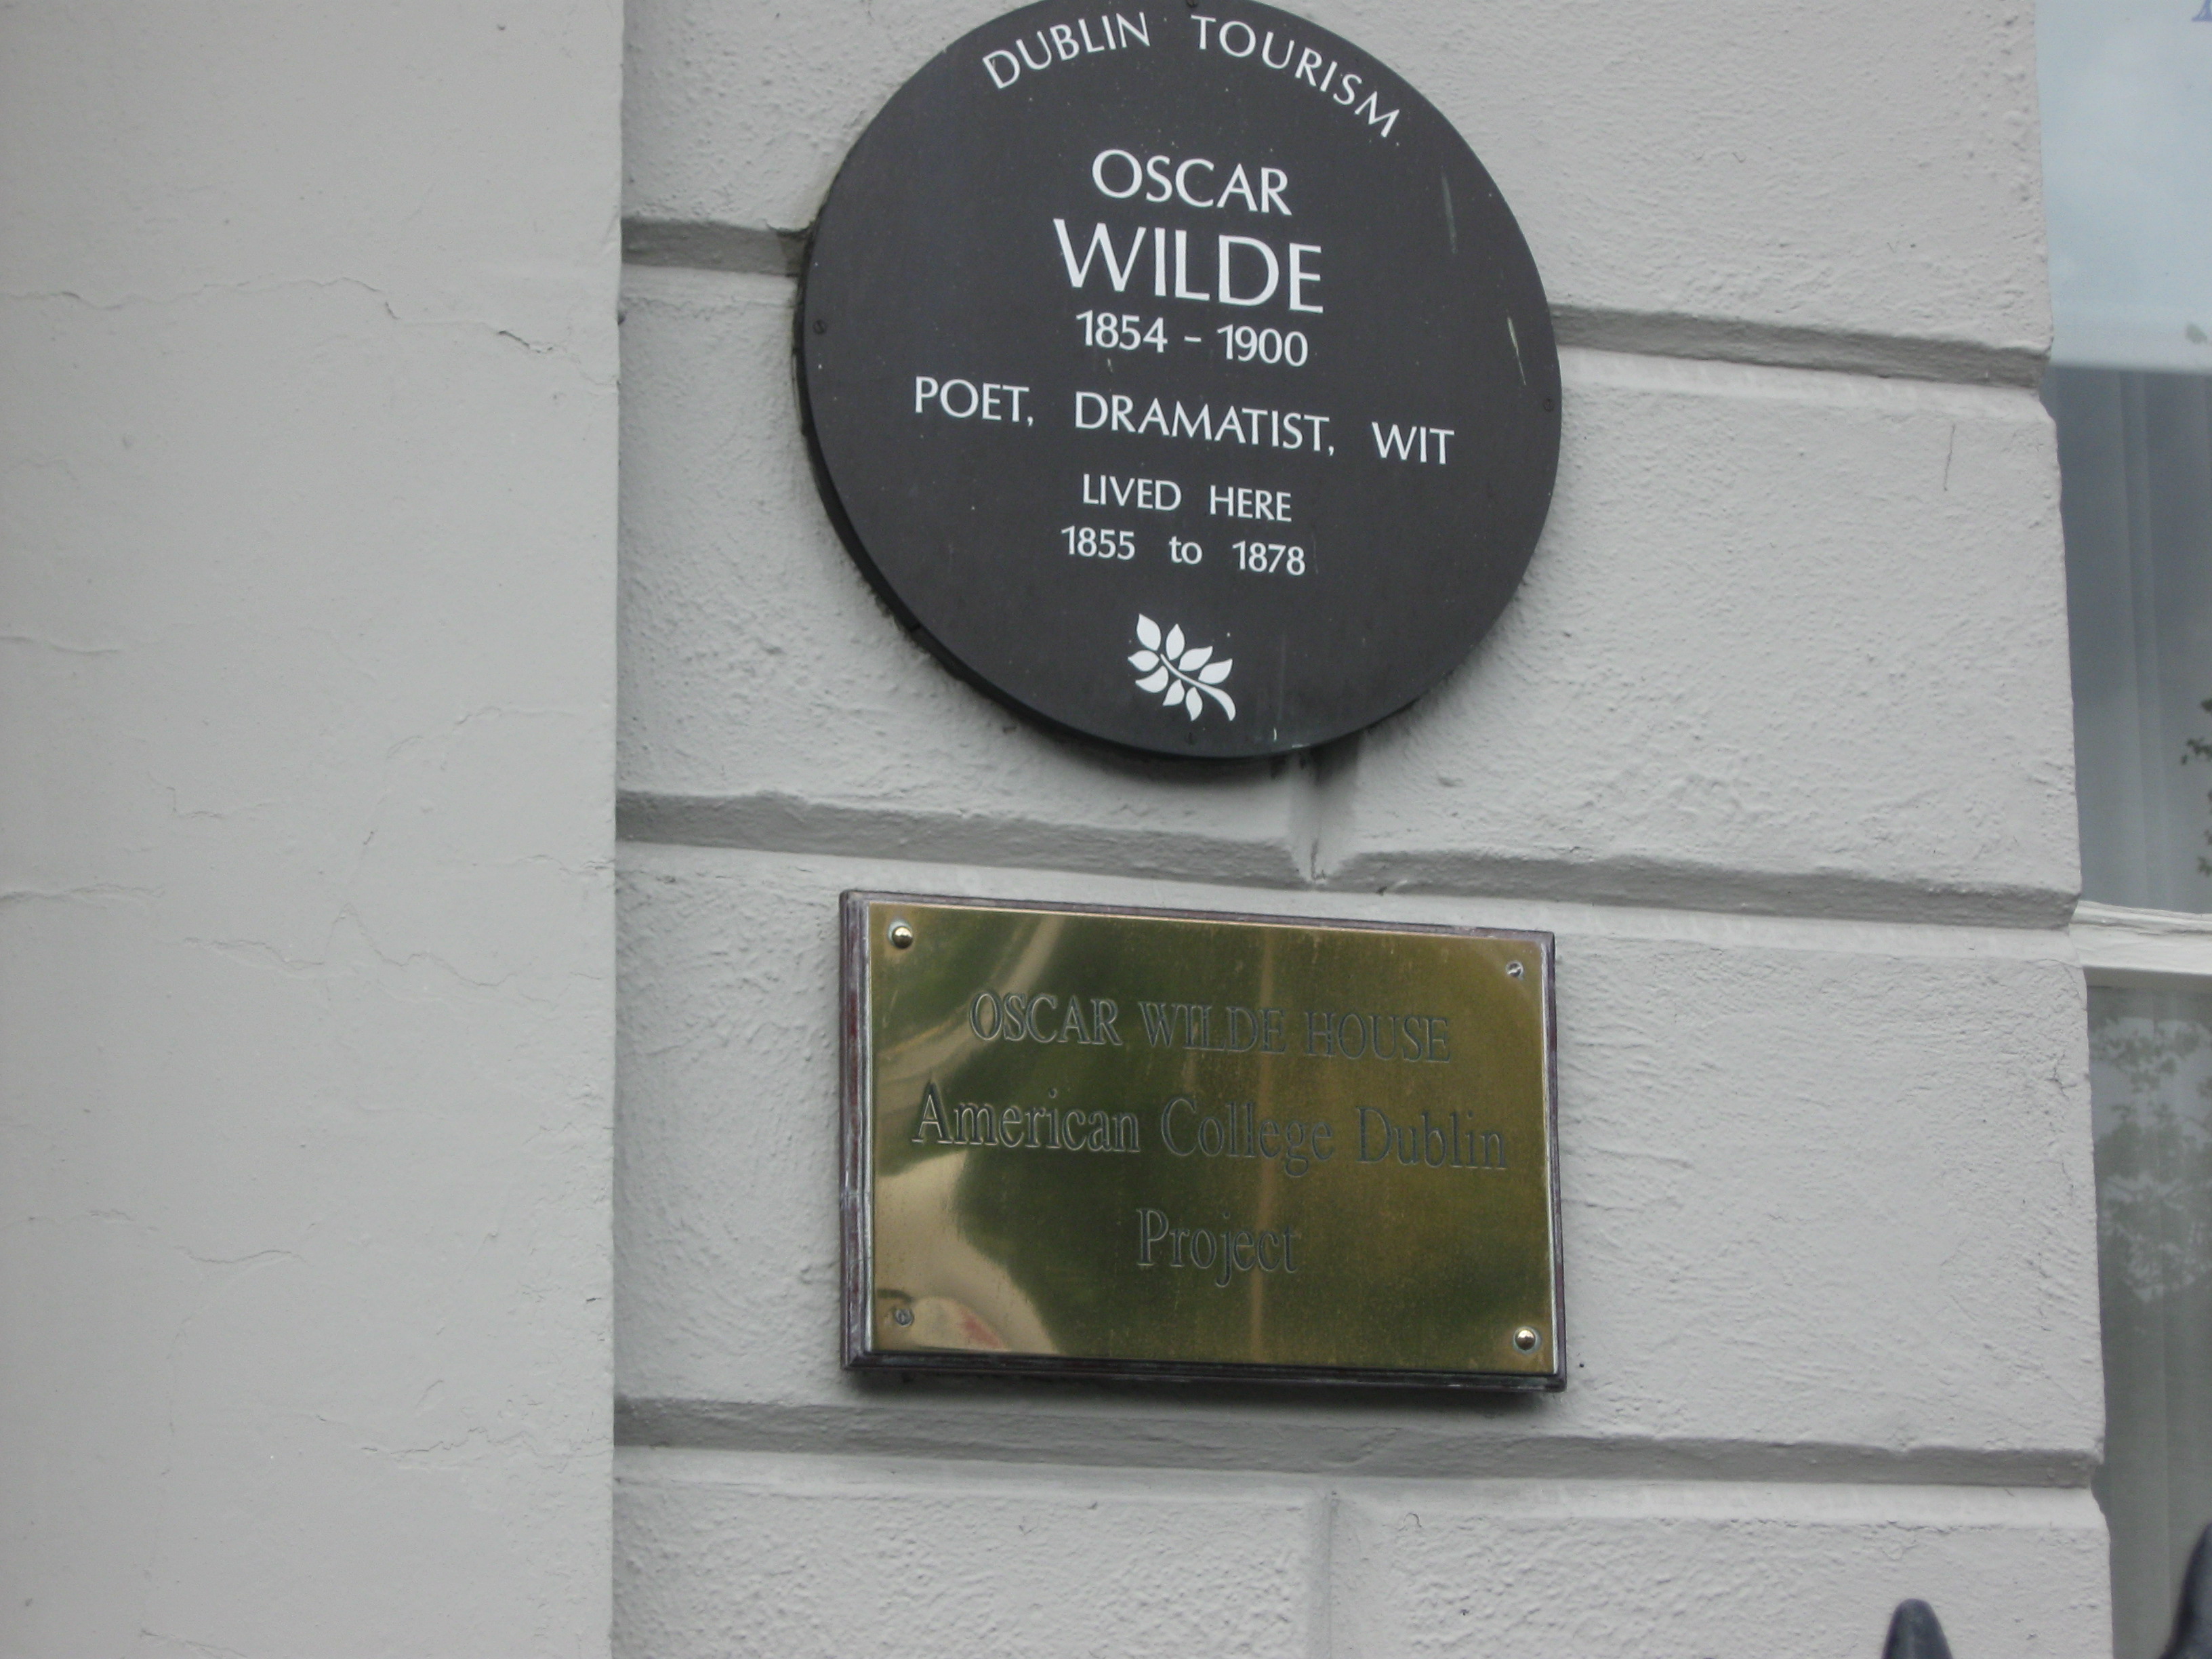 DUBLIN TOURISM
OSCAR
WILDE
1854 - 1900
POET, DRAMATIST, WIT
LIVED HERE
1855 to 1878
OSCAR WILDE HOUSE
American College Dublin
Project